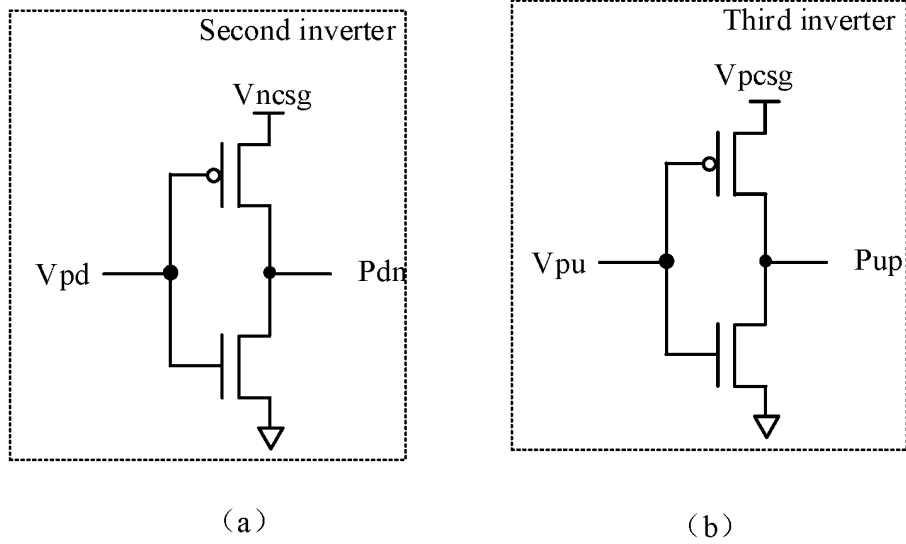 Second inverter
Vncsg
Vpd
Pdn
(a)
Third inverter
Vpcsg
Vpu
Pup
(b)